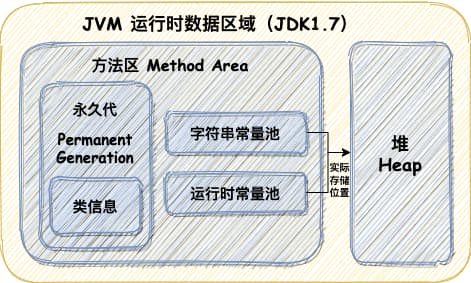 JVM 运行时数据区域（JDK1.7）
方法区 Method Area
永久代
Permanent
Generation
类信息
字符串常量池
运行时常量池
实际
存储
位置
堆
Heap